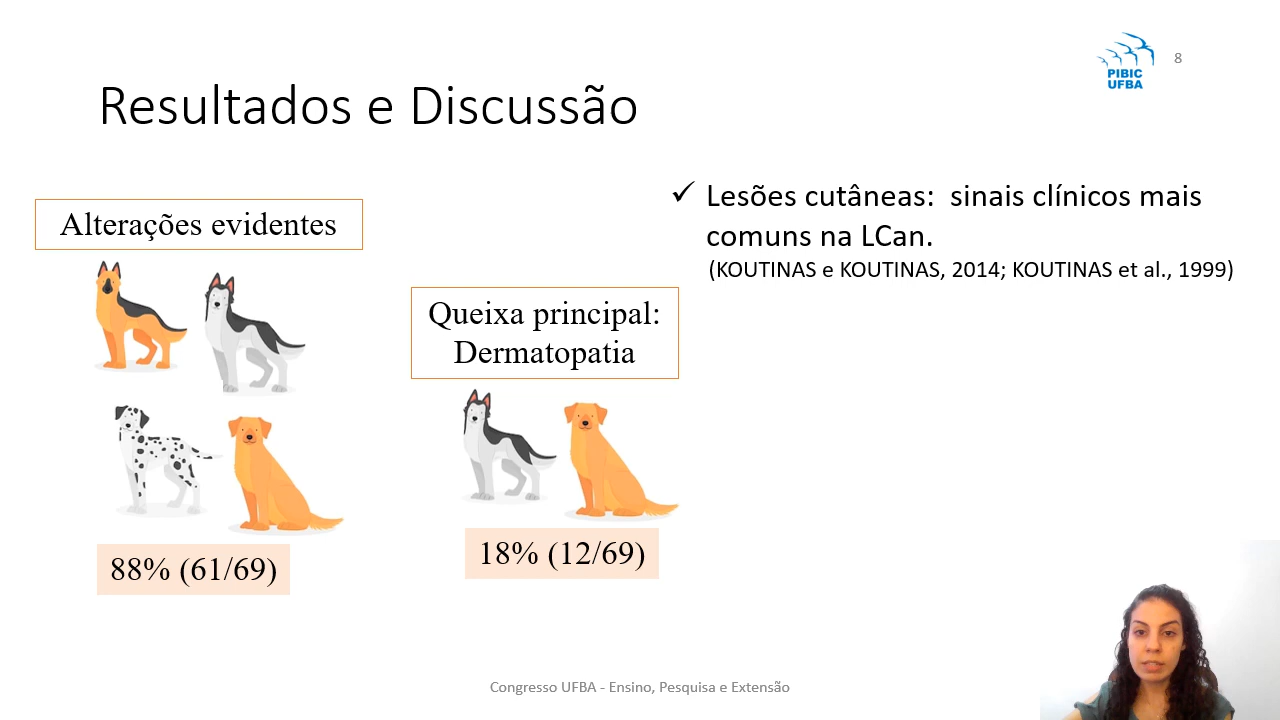 PIBIC
UFBA
8
Resultados e Discussão
Alterações evidentes
88% (61/69)
Queixa principal:
Dermatopatia
18% (12/69)
✓ Lesões cutâneas:  sinais clínicos mais
comuns na LCan.
(KOUTINAS e KOUTINAS, 2014; KOUTINAS et al., 1999)
Congresso UFBA - Ensino, Pesquisa e Extensão